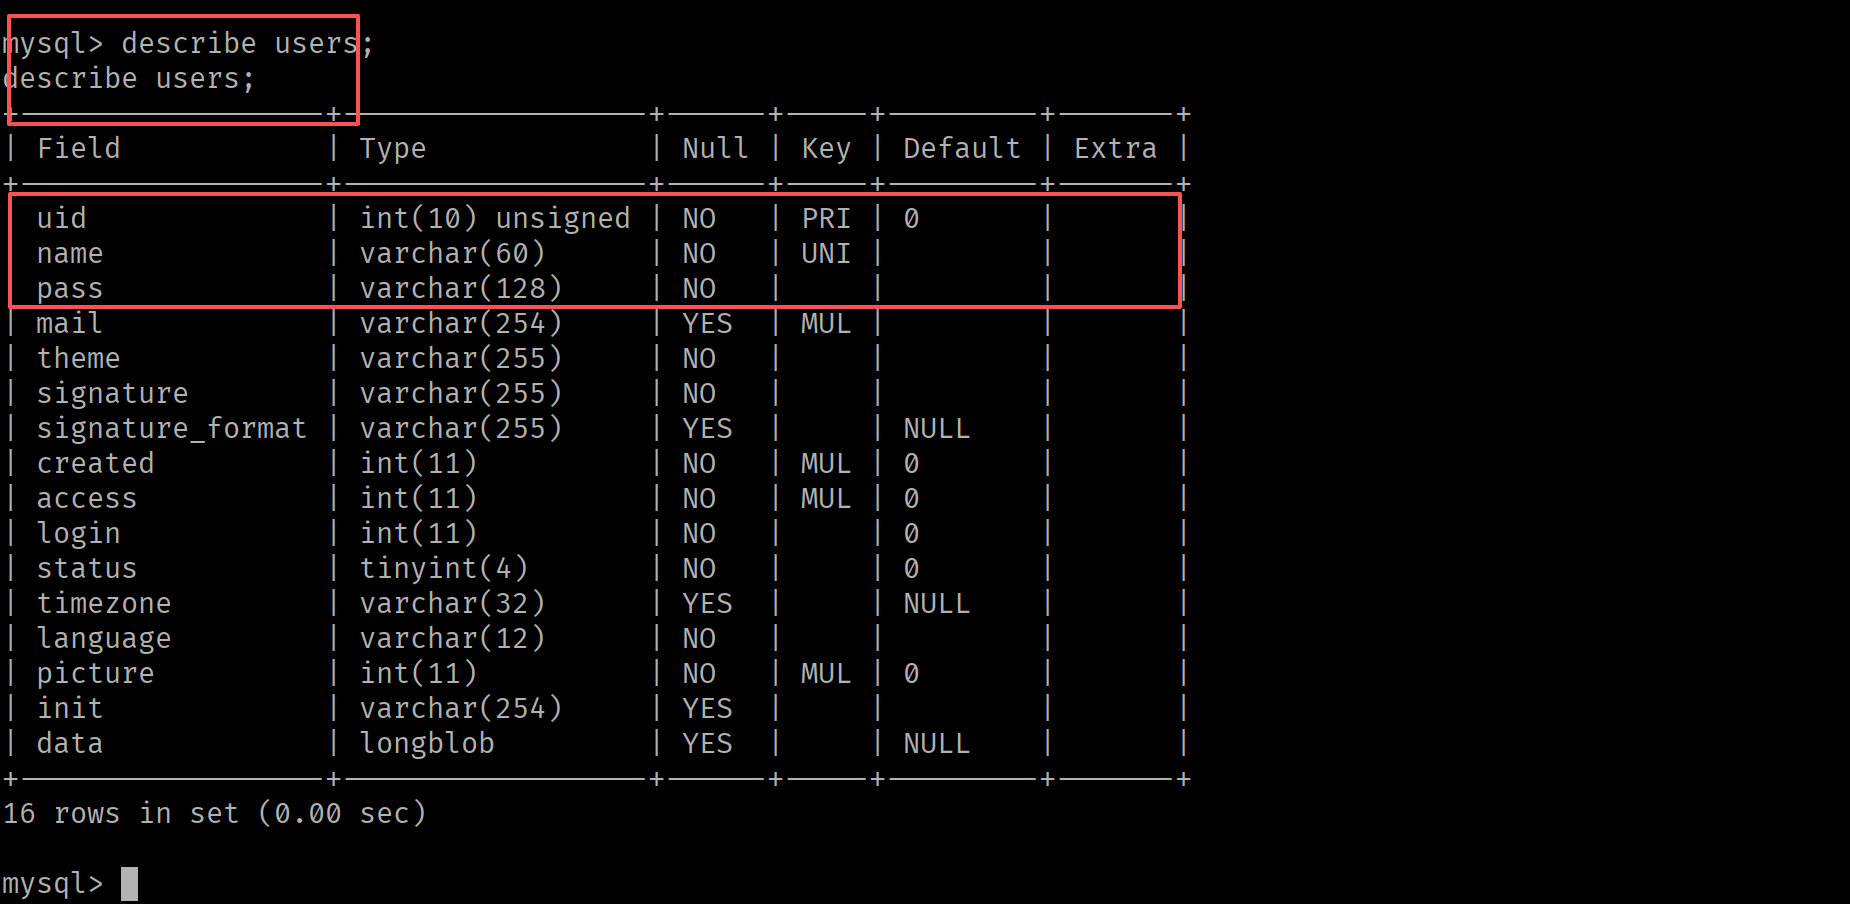 mysql> describe users;
describe users;
+------------------+------------------+------+-----+---------+-------+
| Field            | Type             | Null | Key | Default | Extra |
+------------------+------------------+------+-----+---------+-------+
| uid              | int(10) unsigned | NO   | PRI | 0       |       |
| name             | varchar(60)      | NO   | UNI |         |       |
| pass             | varchar(128)     | NO   |     |         |       |
| mail             | varchar(254)     | YES  | MUL |         |       |
| theme            | varchar(255)     | NO   |     |         |       |
| signature        | varchar(255)     | NO   |     |         |       |
| signature_format | varchar(255)     | YES  |     | NULL    |       |
| created          | int(11)          | NO   | MUL | 0       |       |
| access           | int(11)          | NO   | MUL | 0       |       |
| login            | int(11)          | NO   |     | 0       |       |
| status           | tinyint(4)       | NO   |     | 0       |       |
| timezone         | varchar(32)      | YES  |     | NULL    |       |
| language         | varchar(12)      | NO   |     |         |       |
| picture          | int(11)          | NO   | MUL | 0       |       |
| init             | varchar(254)     | YES  |     |         |       |
| data             | longblob         | YES  |     | NULL    |       |
+------------------+------------------+------+-----+---------+-------+
16 rows in set (0.00 sec)
mysql>